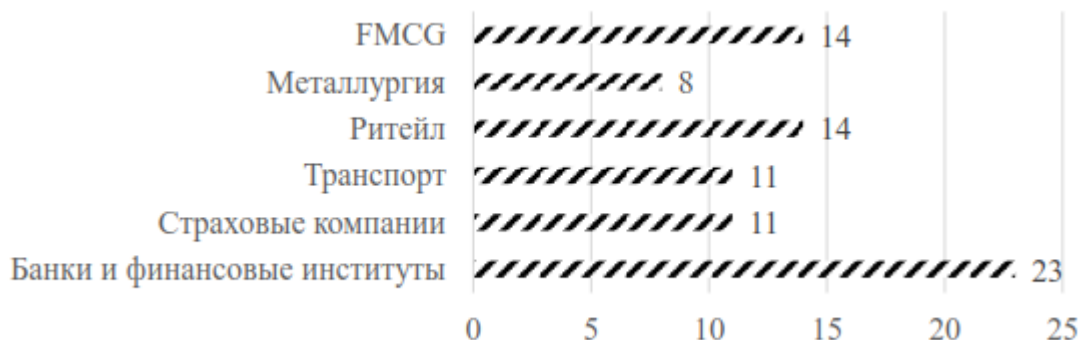 FMCG 14
Металлургия 8
Ритейл 14
Транспорт 11
Страховые компании 11
Банки и финансовые институты 23
0 5 10 15 20 25